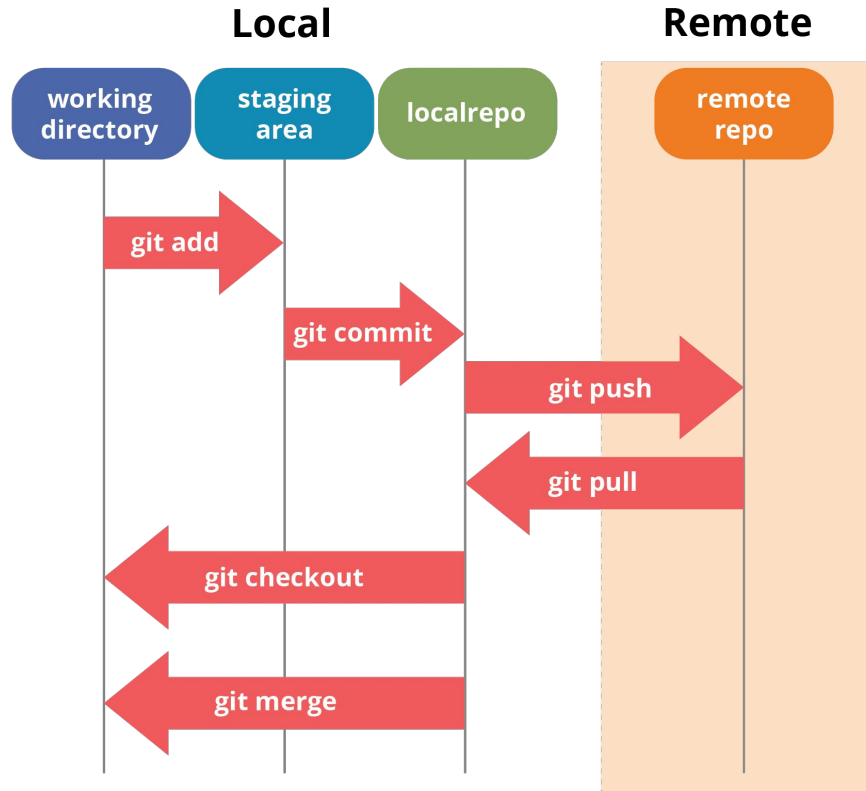 Local
Remote
working
directory
staging
area
localrepo
remote
repo
git add
git commit
git push
git pull
git checkout
git merge